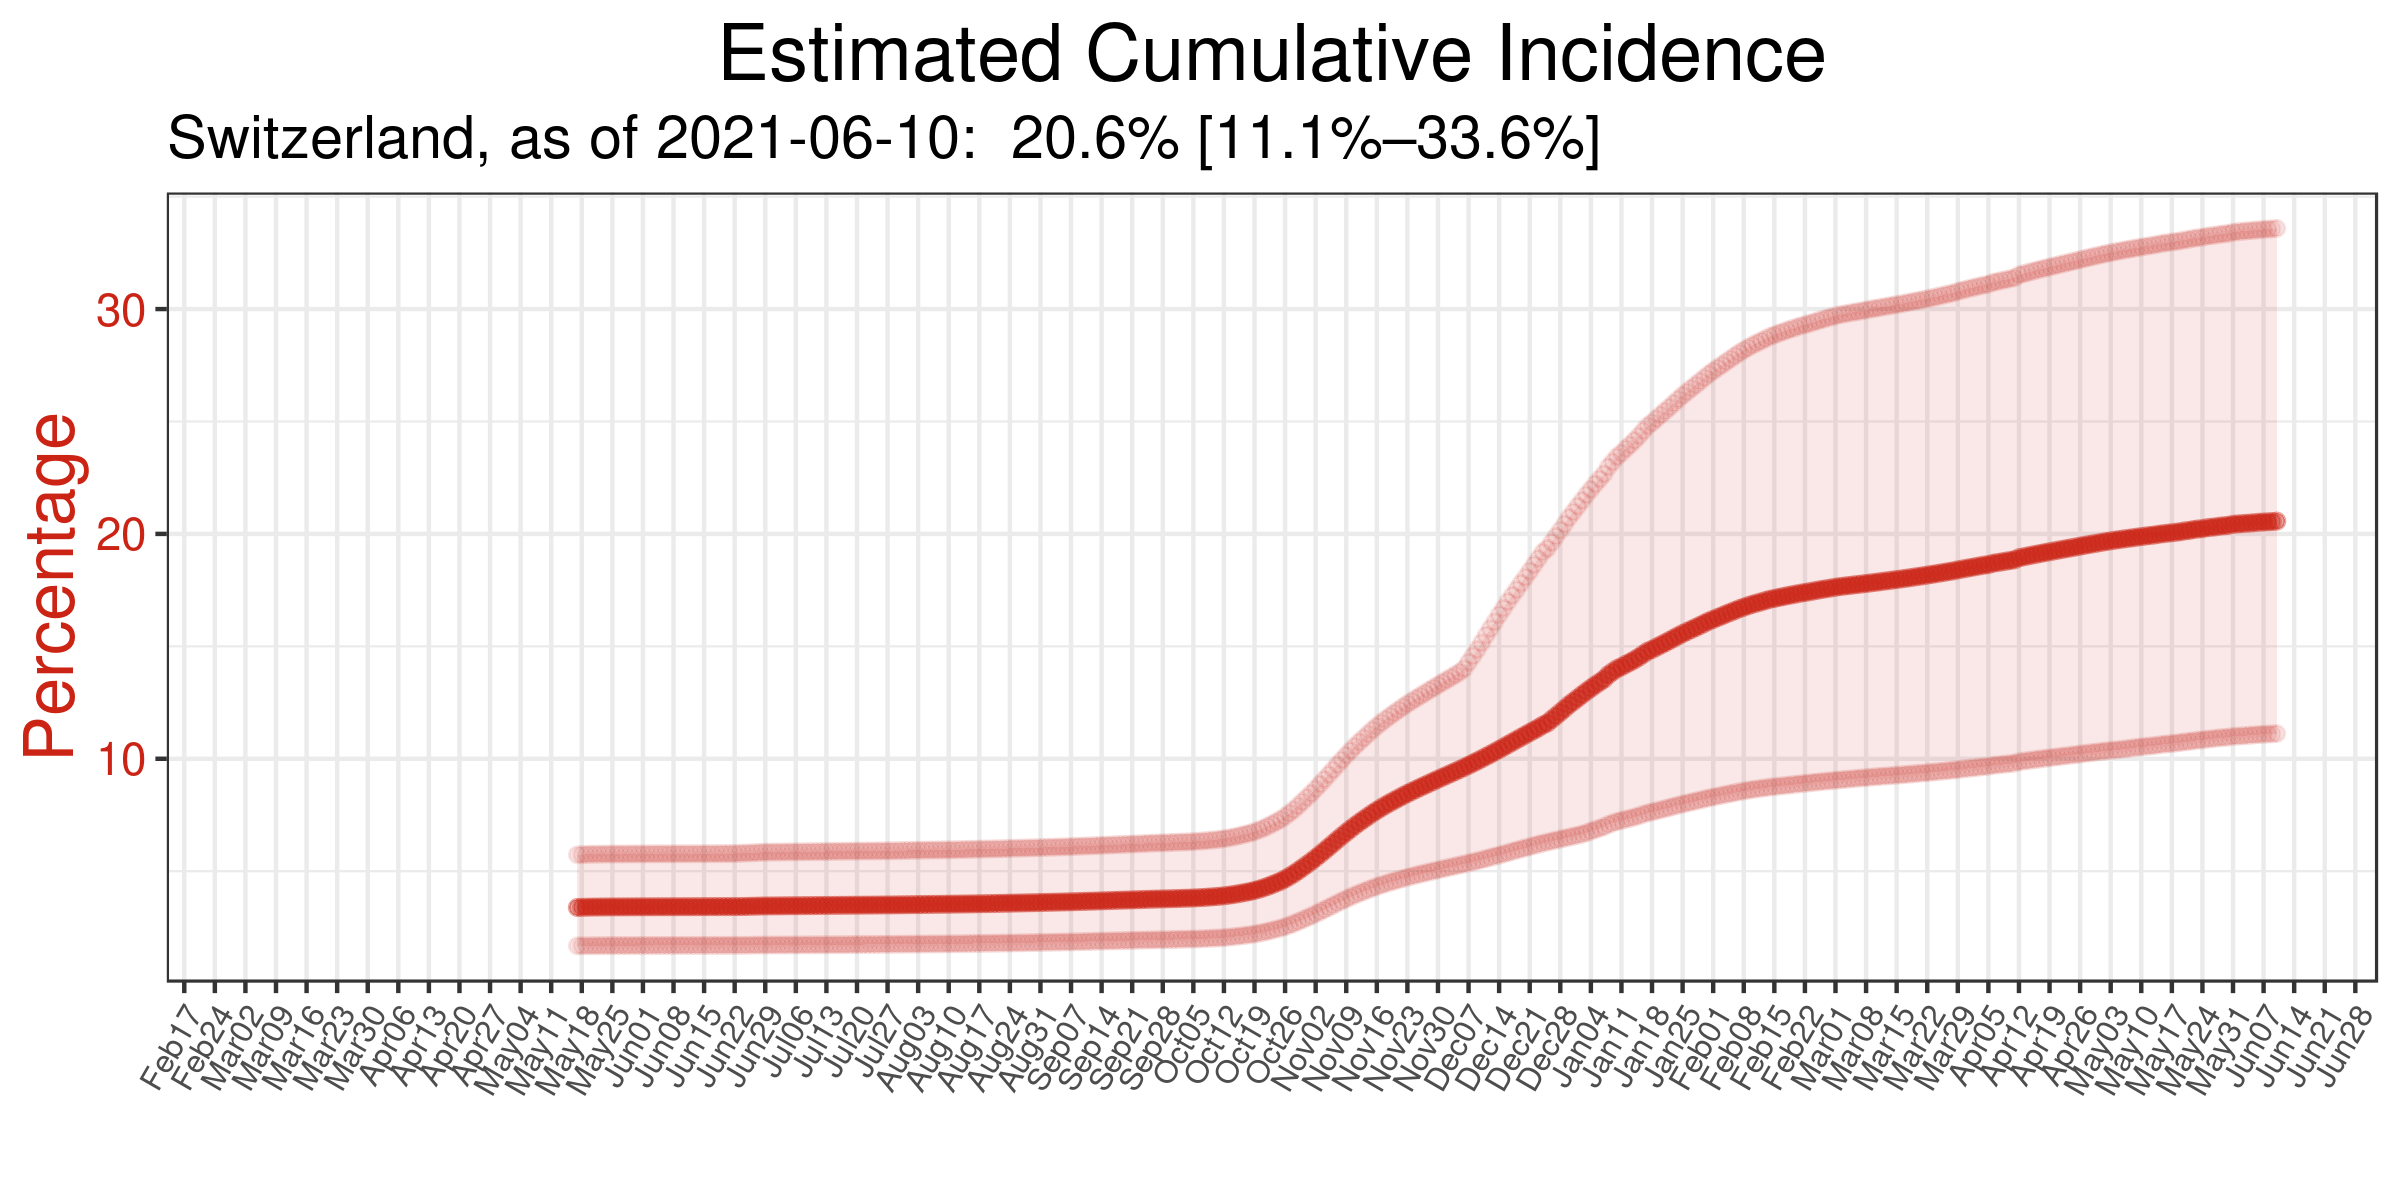 Estimated Cumulative Incidence
Switzerland, as of 2021-06-10:  20.6% [11.1%–33.6%]
Percentage
30
20
10
Feb17
Feb24
Mar02
Mar09
Mar16
Mar23
Mar30
Apr06
Apr13
Apr20
Apr27
May04
May11
May18
May25
Jun01
Jun08
Jun15
Jun22
Jun29
Jul06
Jul13
Jul20
Jul27
Aug03
Aug10
Aug17
Aug24
Aug31
Sep07
Sep14
Sep21
Sep28
Oct05
Oct12
Oct19
Oct26
Nov02
Nov09
Nov16
Nov23
Nov30
Dec07
Dec14
Dec21
Dec28
Jan04
Jan11
Jan18
Jan25
Feb01
Feb08
Feb15
Feb22
Mar01
Mar08
Mar15
Mar22
Mar29
Apr05
Apr12
Apr19
Apr26
May03
May10
May17
May24
May31
Jun07
Jun14
Jun21
Jun28